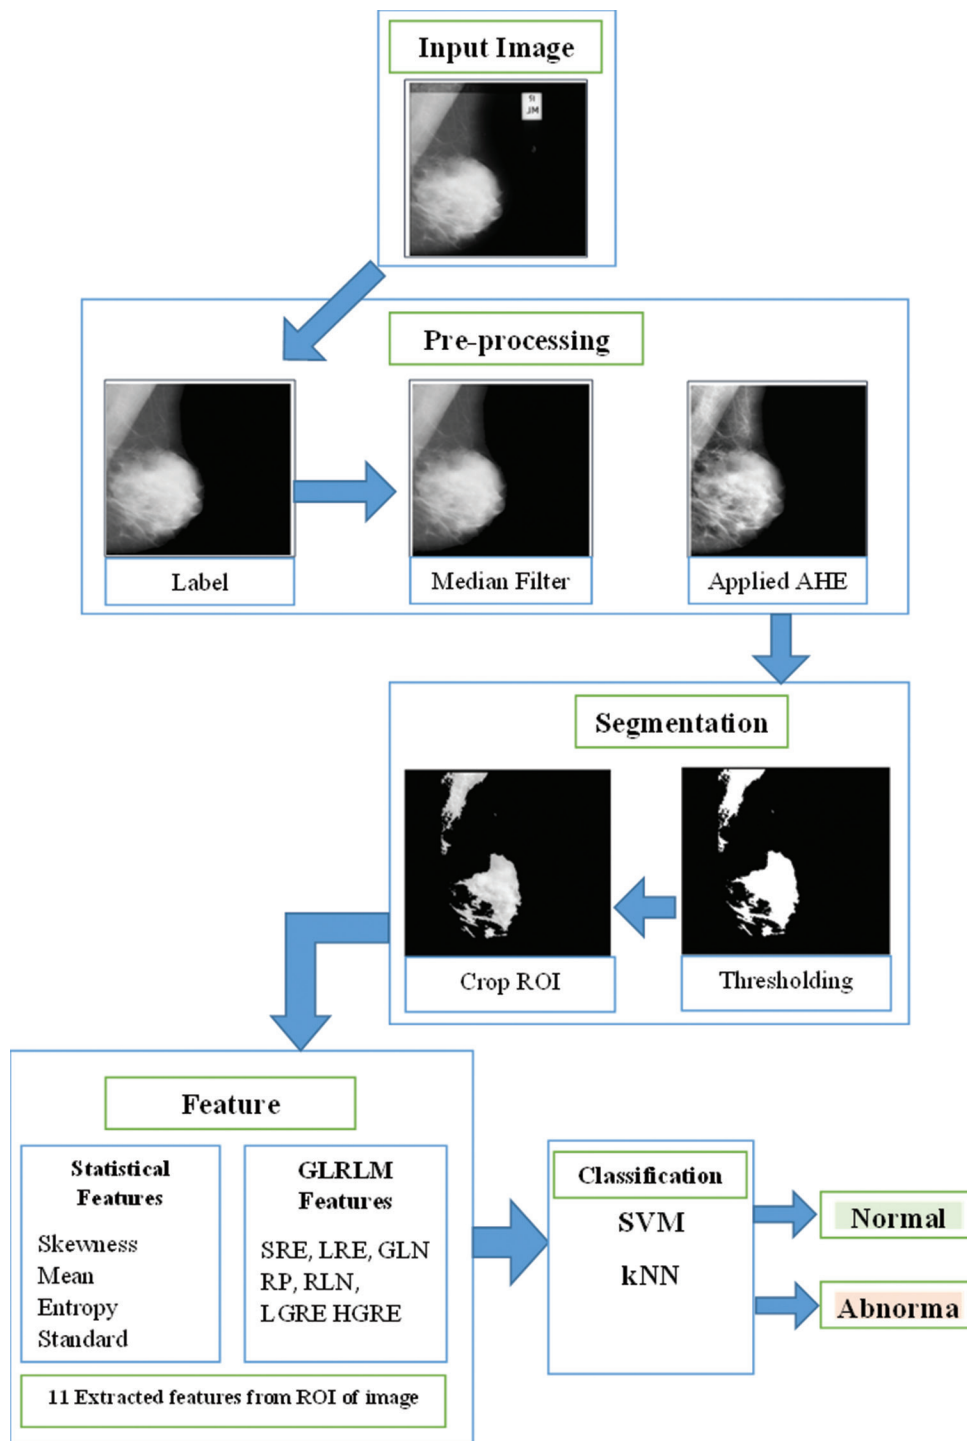 Input Image
Pre-processing
Label
Median Filter
Applied AHE
Segmentation
Crop ROI
Thresholding
Feature
Statistical
Features
Skewness
Mean
Entropy
Standard
GLRLM
Features
SRE, LRE, GLN
RP, RLN,
LGRE HGRE
11 Extracted features from ROI of image
Classification
SVM
kNN
Normal
Abnorma